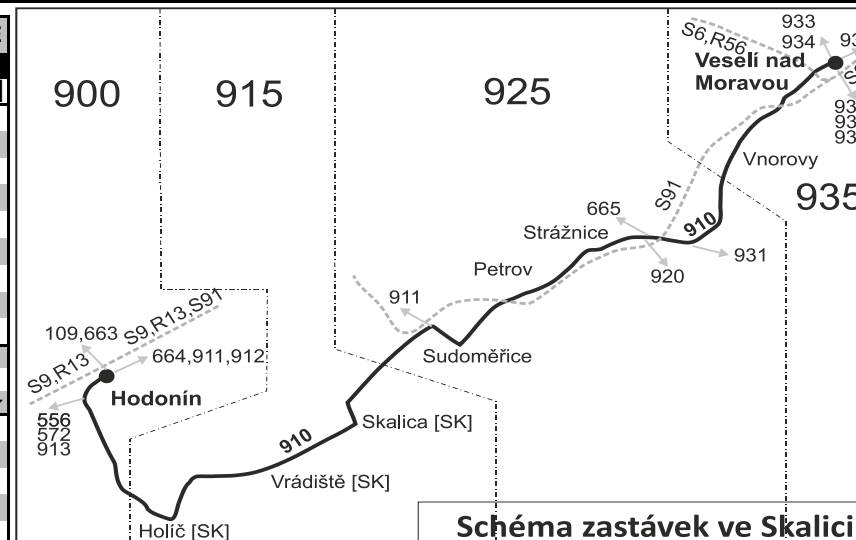 900
915
925
935
S6,R56
933
934
Veselí nad
Moravou
Vnorovy
S91
665
Strážnice
910
931
920
Petrov
911
Sudoměřice
S9,R13,S91
109,663
664,911,912
S9,R13
Hodonín
556
572
913
Skalica [SK]
910
Vrádiště [SK]
Holíč [SK]
Schéma zastávek ve Skalici